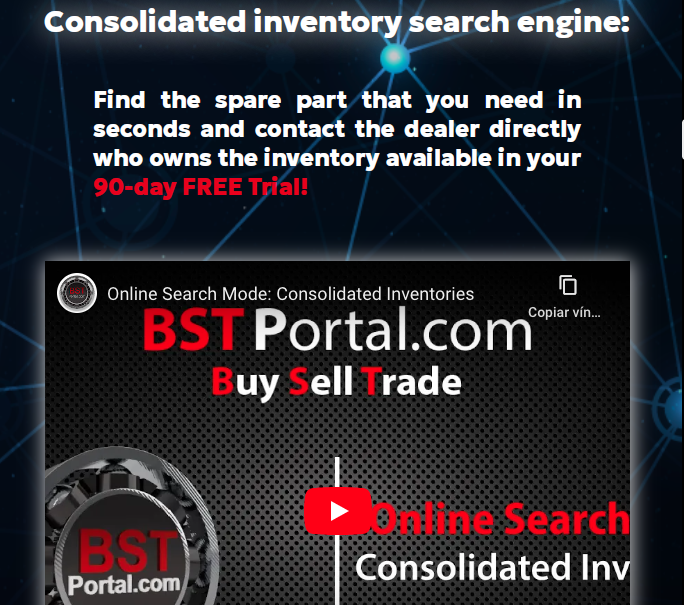 Consolidated inventory search engine:
Find the spare part that you need in
seconds and contact the dealer directly
who owns the inventory available in your
90-day FREE Trial!
Online Search Mode: Consolidated Inventories
Copiar vín...
BST Portal.com
Buy Sell Trade
Online Search
Consolidated Inv
BST
Portal.com